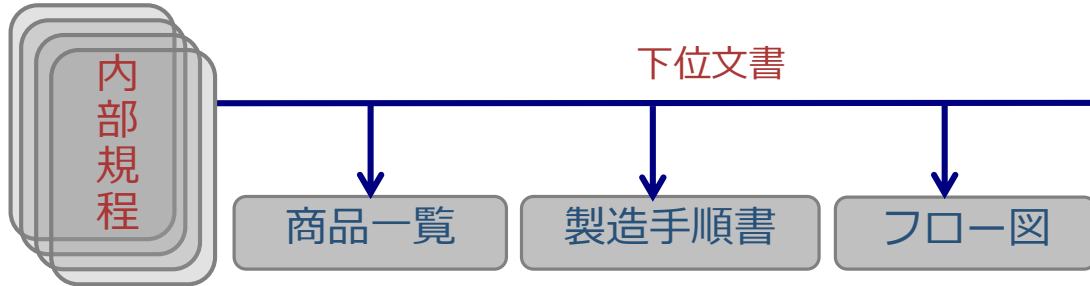 内部規程
下位文書
商品一覧
製造手順書
フロー図